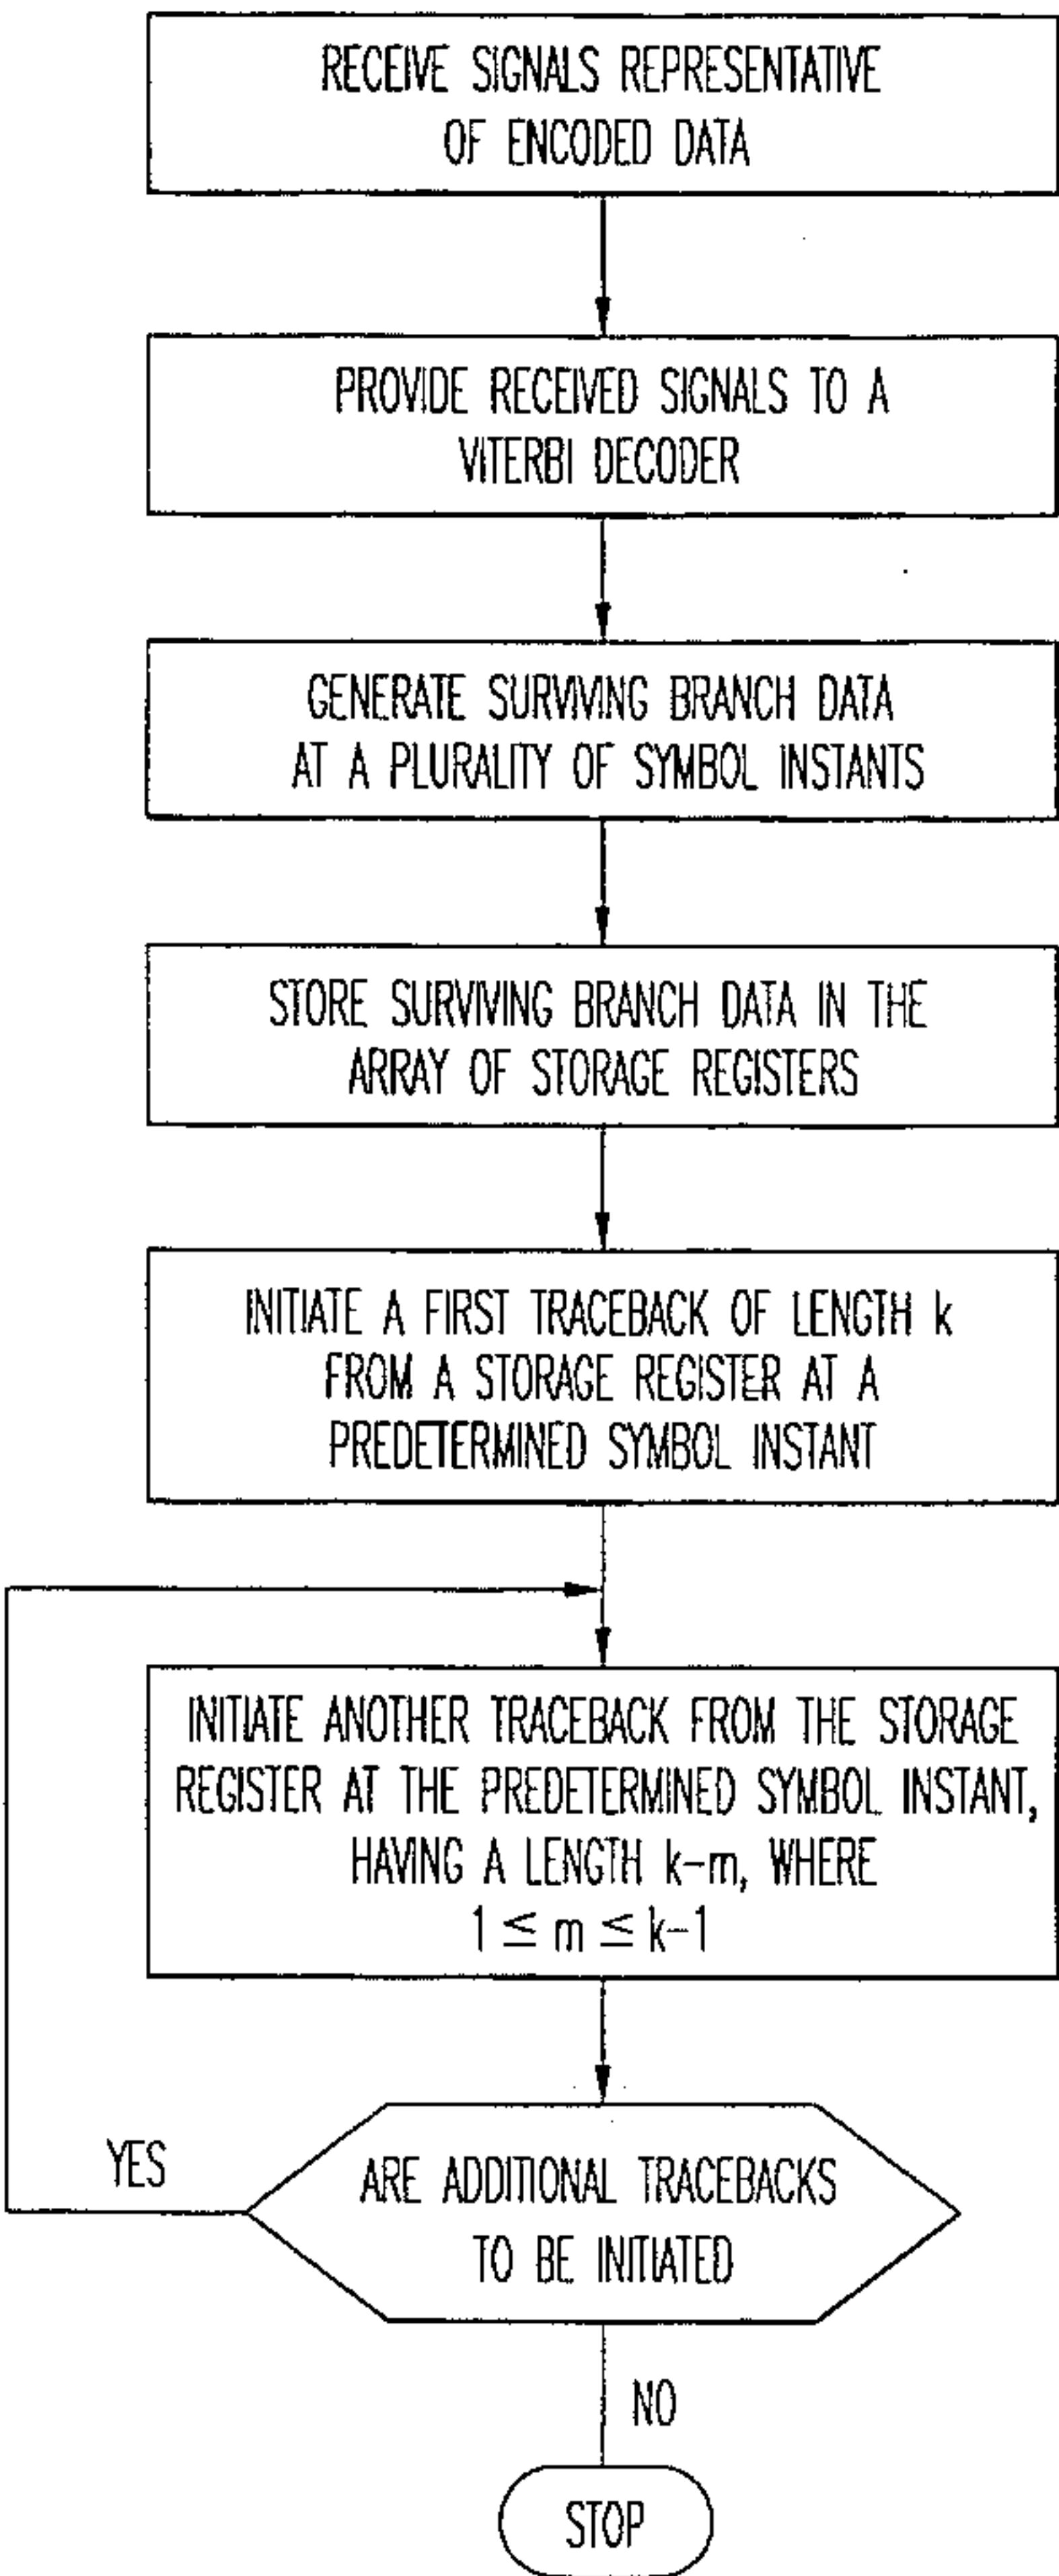 RECEIVE SIGNALS REPRESENTATIVE
OF ENCODED DATA
PROVIDE RECEIVED SIGNALS TO A
VITERBI DECODER
GENERATE SURVIVING BRANCH DATA
AT A PLURALITY OF SYMBOL INSTANTS
STORE SURVIVING BRANCH DATA IN THE
ARRAY OF STORAGE REGISTERS
INITIATE A FIRST TRACEBACK OF LENGTH k
FROM A STORAGE REGISTER AT A
PREDETERMINED SYMBOL INSTANT
INITIATE ANOTHER TRACEBACK FROM THE STORAGE
REGISTER AT THE PREDETERMINED SYMBOL INSTANT,
HAVING A LENGTH k-m, WHERE
1 ≤ m ≤ k-1
YES
ARE ADDITIONAL TRACEBACKS
TO BE INITIATED
NO
STOP